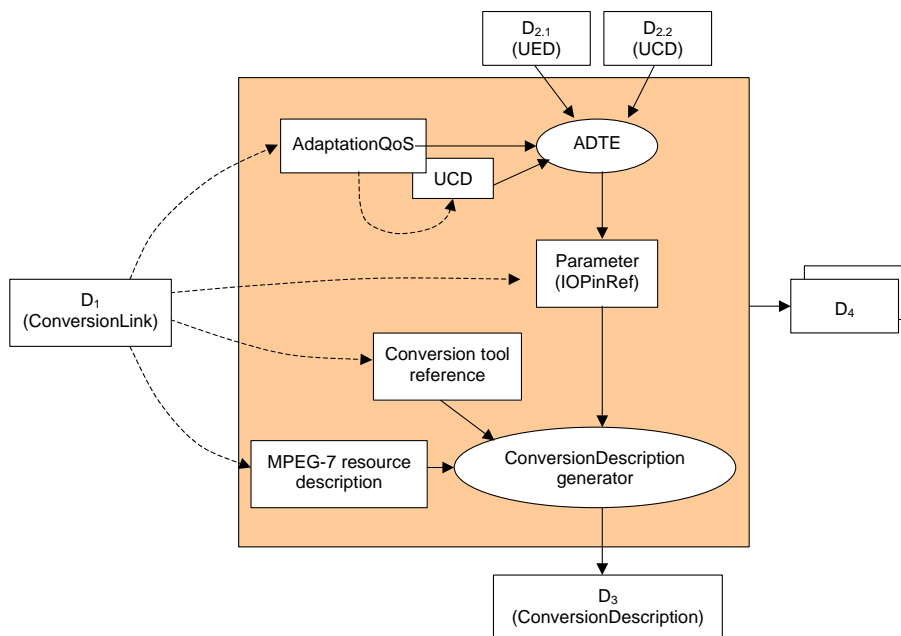 D2.1
(UED)
D2.2
(UCD)
AdaptationQoS
ADTE
UCD
D1
(ConversionLink)
Parameter
(IOPinRef)
D4
Conversion tool
reference
MPEG-7 resource
description
ConversionDescription
generator
D3
(ConversionDescription)